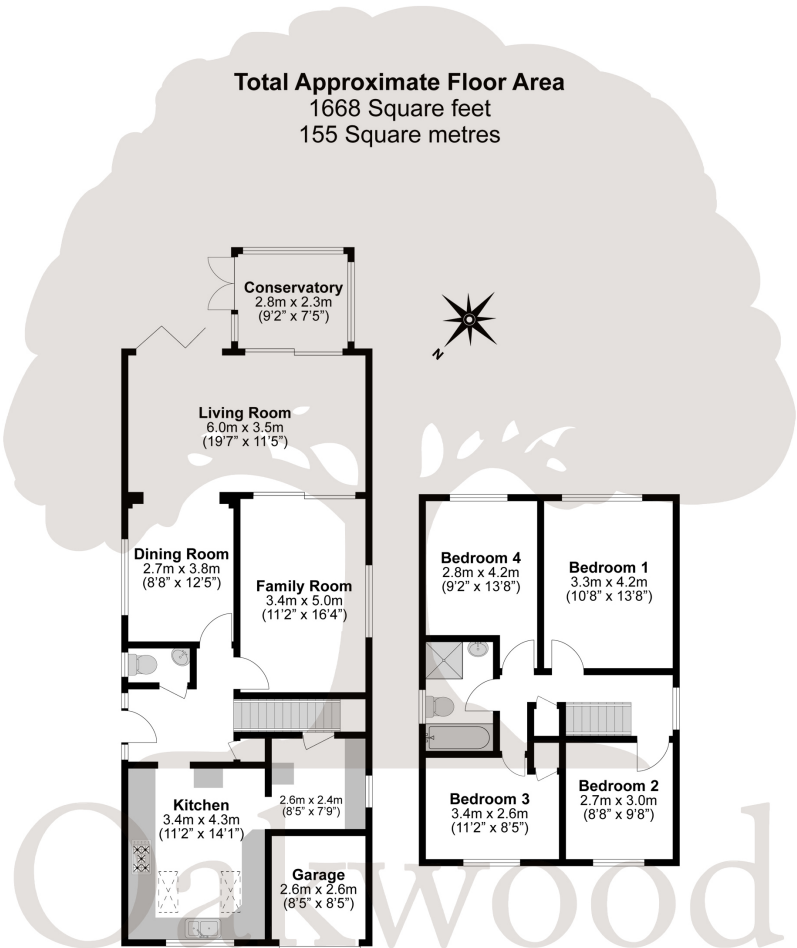 Total Approximate Floor Area
1668 Square feet
155 Square metres
Conservatory
2.8m x 2.3m
(9'2" x 7'5")
N
Living Room
6.0m x 3.5m
(19'7" x 11'5")
Dining Room
2.7m x 3.8m
(8'8" x 12'5")
Family Room
3.4m x 5.0m
(11'2" x 16'4")
Bedroom 4
2.8m x 4.2m
(9'2" x 13'8")
Bedroom 1
3.3m x 4.2m
(10'8" x 13'8")
Kitchen
3.4m x 4.3m
(11'2" x 14'1")
2.6m x 2.4m
(8'5" x 7'9")
Garage
2.6m x 2.6m
(8'5" x 8'5")
Bedroom 3
3.4m x 2.6m
(11'2" x 8'5")
Bedroom 2
2.7m x 3.0m
(8'8" x 9'8")
Oakwood